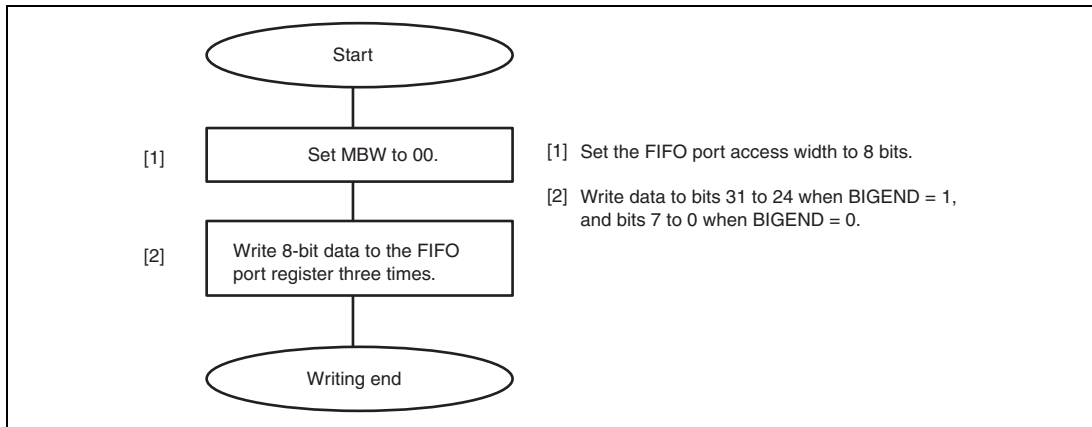 Start
[1]
Set MBW to 00.
[1] Set the FIFO port access width to 8 bits.
[2] Write data to bits 31 to 24 when BIGEND = 1,
and bits 7 to 0 when BIGEND = 0.
[2]
Write 8-bit data to the FIFO
port register three times.
Writing end